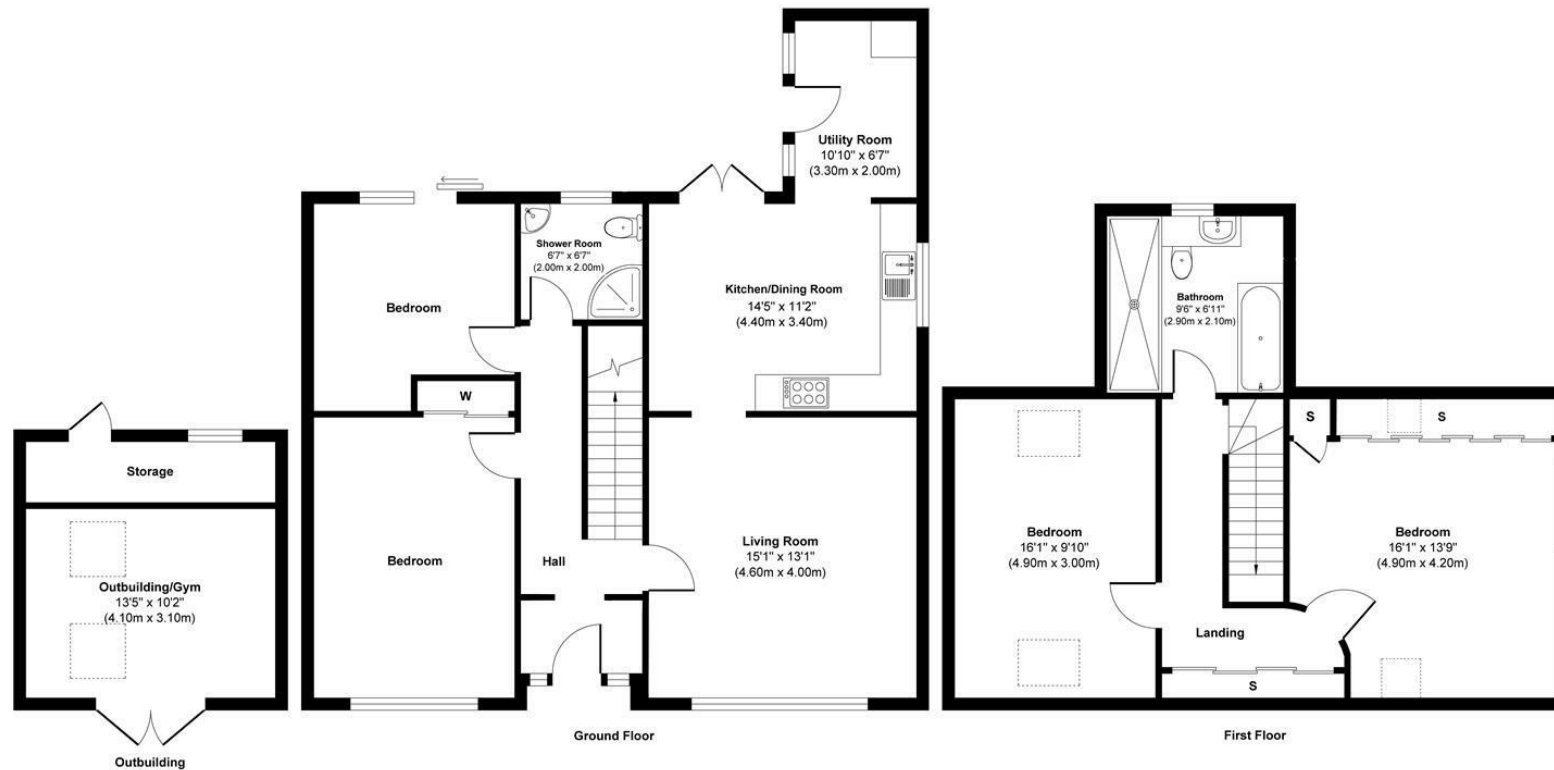 Utility Room
10'10" x 6'7"
(3.30m x 2.00m)
Shower Room
6'7" x 6'7"
(2.00m x 2.00m)
Bedroom
Kitchen/Dining Room
14'5" x 11'2"
(4.40m x 3.40m)
W
Bedroom
Hall
Living Room
15'1" x 13'1"
(4.60m x 4.00m)
Ground Floor
Storage
Outbuilding/Gym
13'5" x 10'2"
(4.10m x 3.10m)
Outbuilding
Bathroom
9'6" x 6'11"
(2.90m x 2.10m)
S
S
Bedroom
16'1" x 9'10"
(4.90m x 3.00m)
Bedroom
16'1" x 13'9"
(4.90m x 4.20m)
Landing
S
First Floor